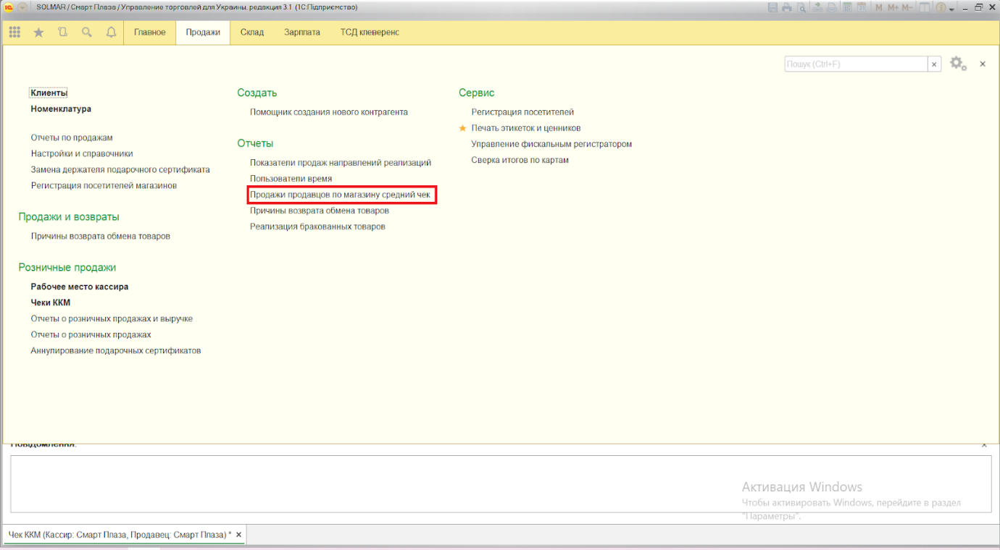 SOLMAR / Смарт Плаза / Управление торговлей для Украины, редакция 3.1 (1С:Підприємство)
M M+ M-
Главное Продажи Склад Зарплата ТСД клеверенс
Пошук (Ctrl+F)
Клиенты
Номенклатура
Отчеты по продажам
Настройки и справочники
Замена держателя подарочного сертификата
Регистрация посетителей магазинов
Продажи и возвраты
Причины возврата обмена товаров
Розничные продажи
Рабочее место кассира
Чеки ККМ
Отчеты о розничных продажах и выручке
Отчеты о розничных продажах
Аннулирование подарочных сертификатов
Создать
Помощник создания нового контрагента
Отчеты
Показатели продаж направлений реализаций
Пользователи время
Продажи продавцов по магазину средний чек
Причины возврата обмена товаров
Реализация бракованных товаров
Сервис
Регистрация посетителей
Печать этикеток и ценников
Управление фискальным регистратором
Сверка итогов по картам
Повідомлення:
Активация Windows
Чтобы активировать Windows, перейдите в раздел
"Параметры".
Чек ККМ (Кассир: Смарт Плаза, Продавец: Смарт Плаза) *